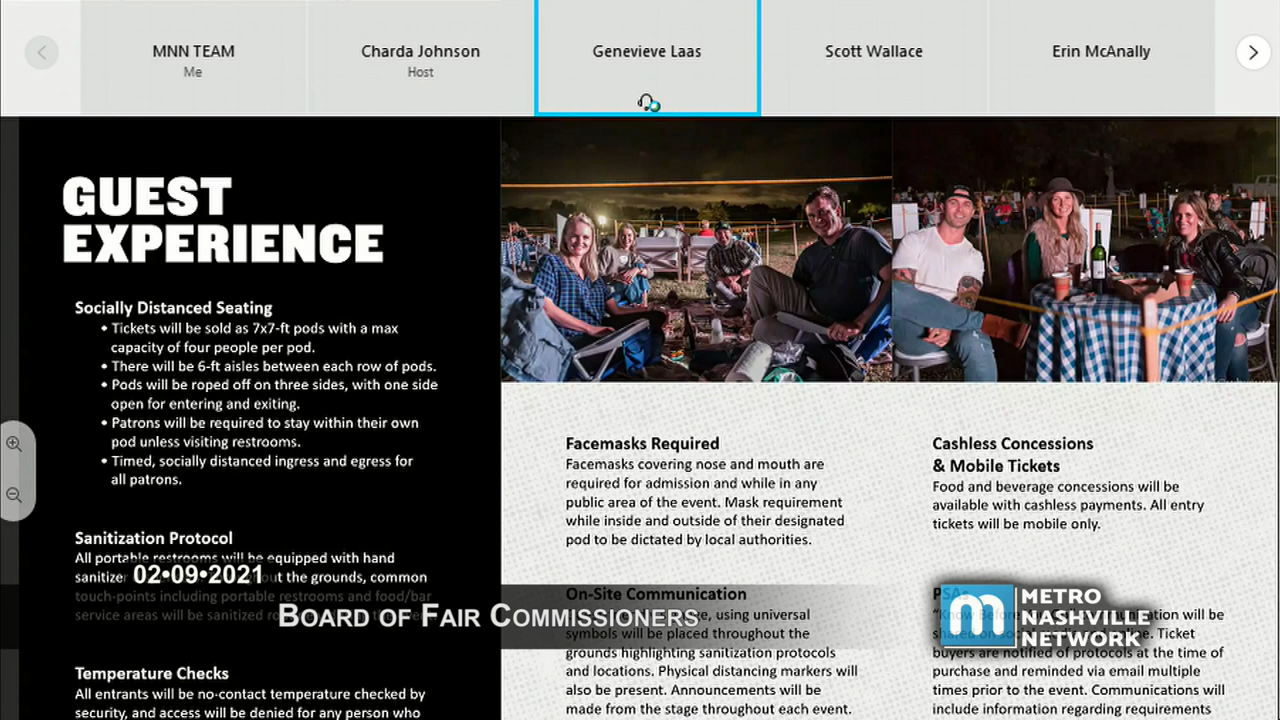 MNN TEAM
Me
Charda Johnson
Host
Genevieve Laas
Scott Wallace
Erin McAnally
GUEST
EXPERIENCE
Socially Distanced Seating
• Tickets will be sold as 7x7-ft pods with a max
capacity of four people per pod.
• There will be 6-ft aisles between each row of pods.
• Pods will be roped off on three sides, with one side
open for entering and exiting.
• Patrons will be required to stay within their own
pod unless visiting restrooms.
• Timed, socially distanced ingress and egress for
all patrons.
Sanitization Protocol
All portable restrooms will be equipped with hand
sanitizer t the grounds, common
touch-points including portable restrooms and food/bar
service areas will be sanitized
Temperature Checks
All entrants will be no-contact temperature checked by
security, and access will be denied for any person who
Facemasks Required
Facemasks covering nose and mouth are
required for admission and while in any
public area of the event. Mask requirement
while inside and outside of their designated
pod to be dictated by local authorities.
On-Site Communication
using universal
symbols will be placed throughout the
grounds highlighting sanitization protocols
and locations. Physical distancing markers will
also be present. Announcements will be
made from the stage throughout each event.
Cashless Concessions
& Mobile Tickets
Food and beverage concessions will be
available with cashless payments. All entry
tickets will be mobile only.
PSAs
"Know Before will be
Ticket
buyers are notified of protocols at the time of
purchase and reminded via email multiple
times prior to the event. Communications will
include information regarding requirements
02•09•2021
BOARD OF FAIR COMMISSIONERS
m
METRO
NASHVILLE
NETWORK